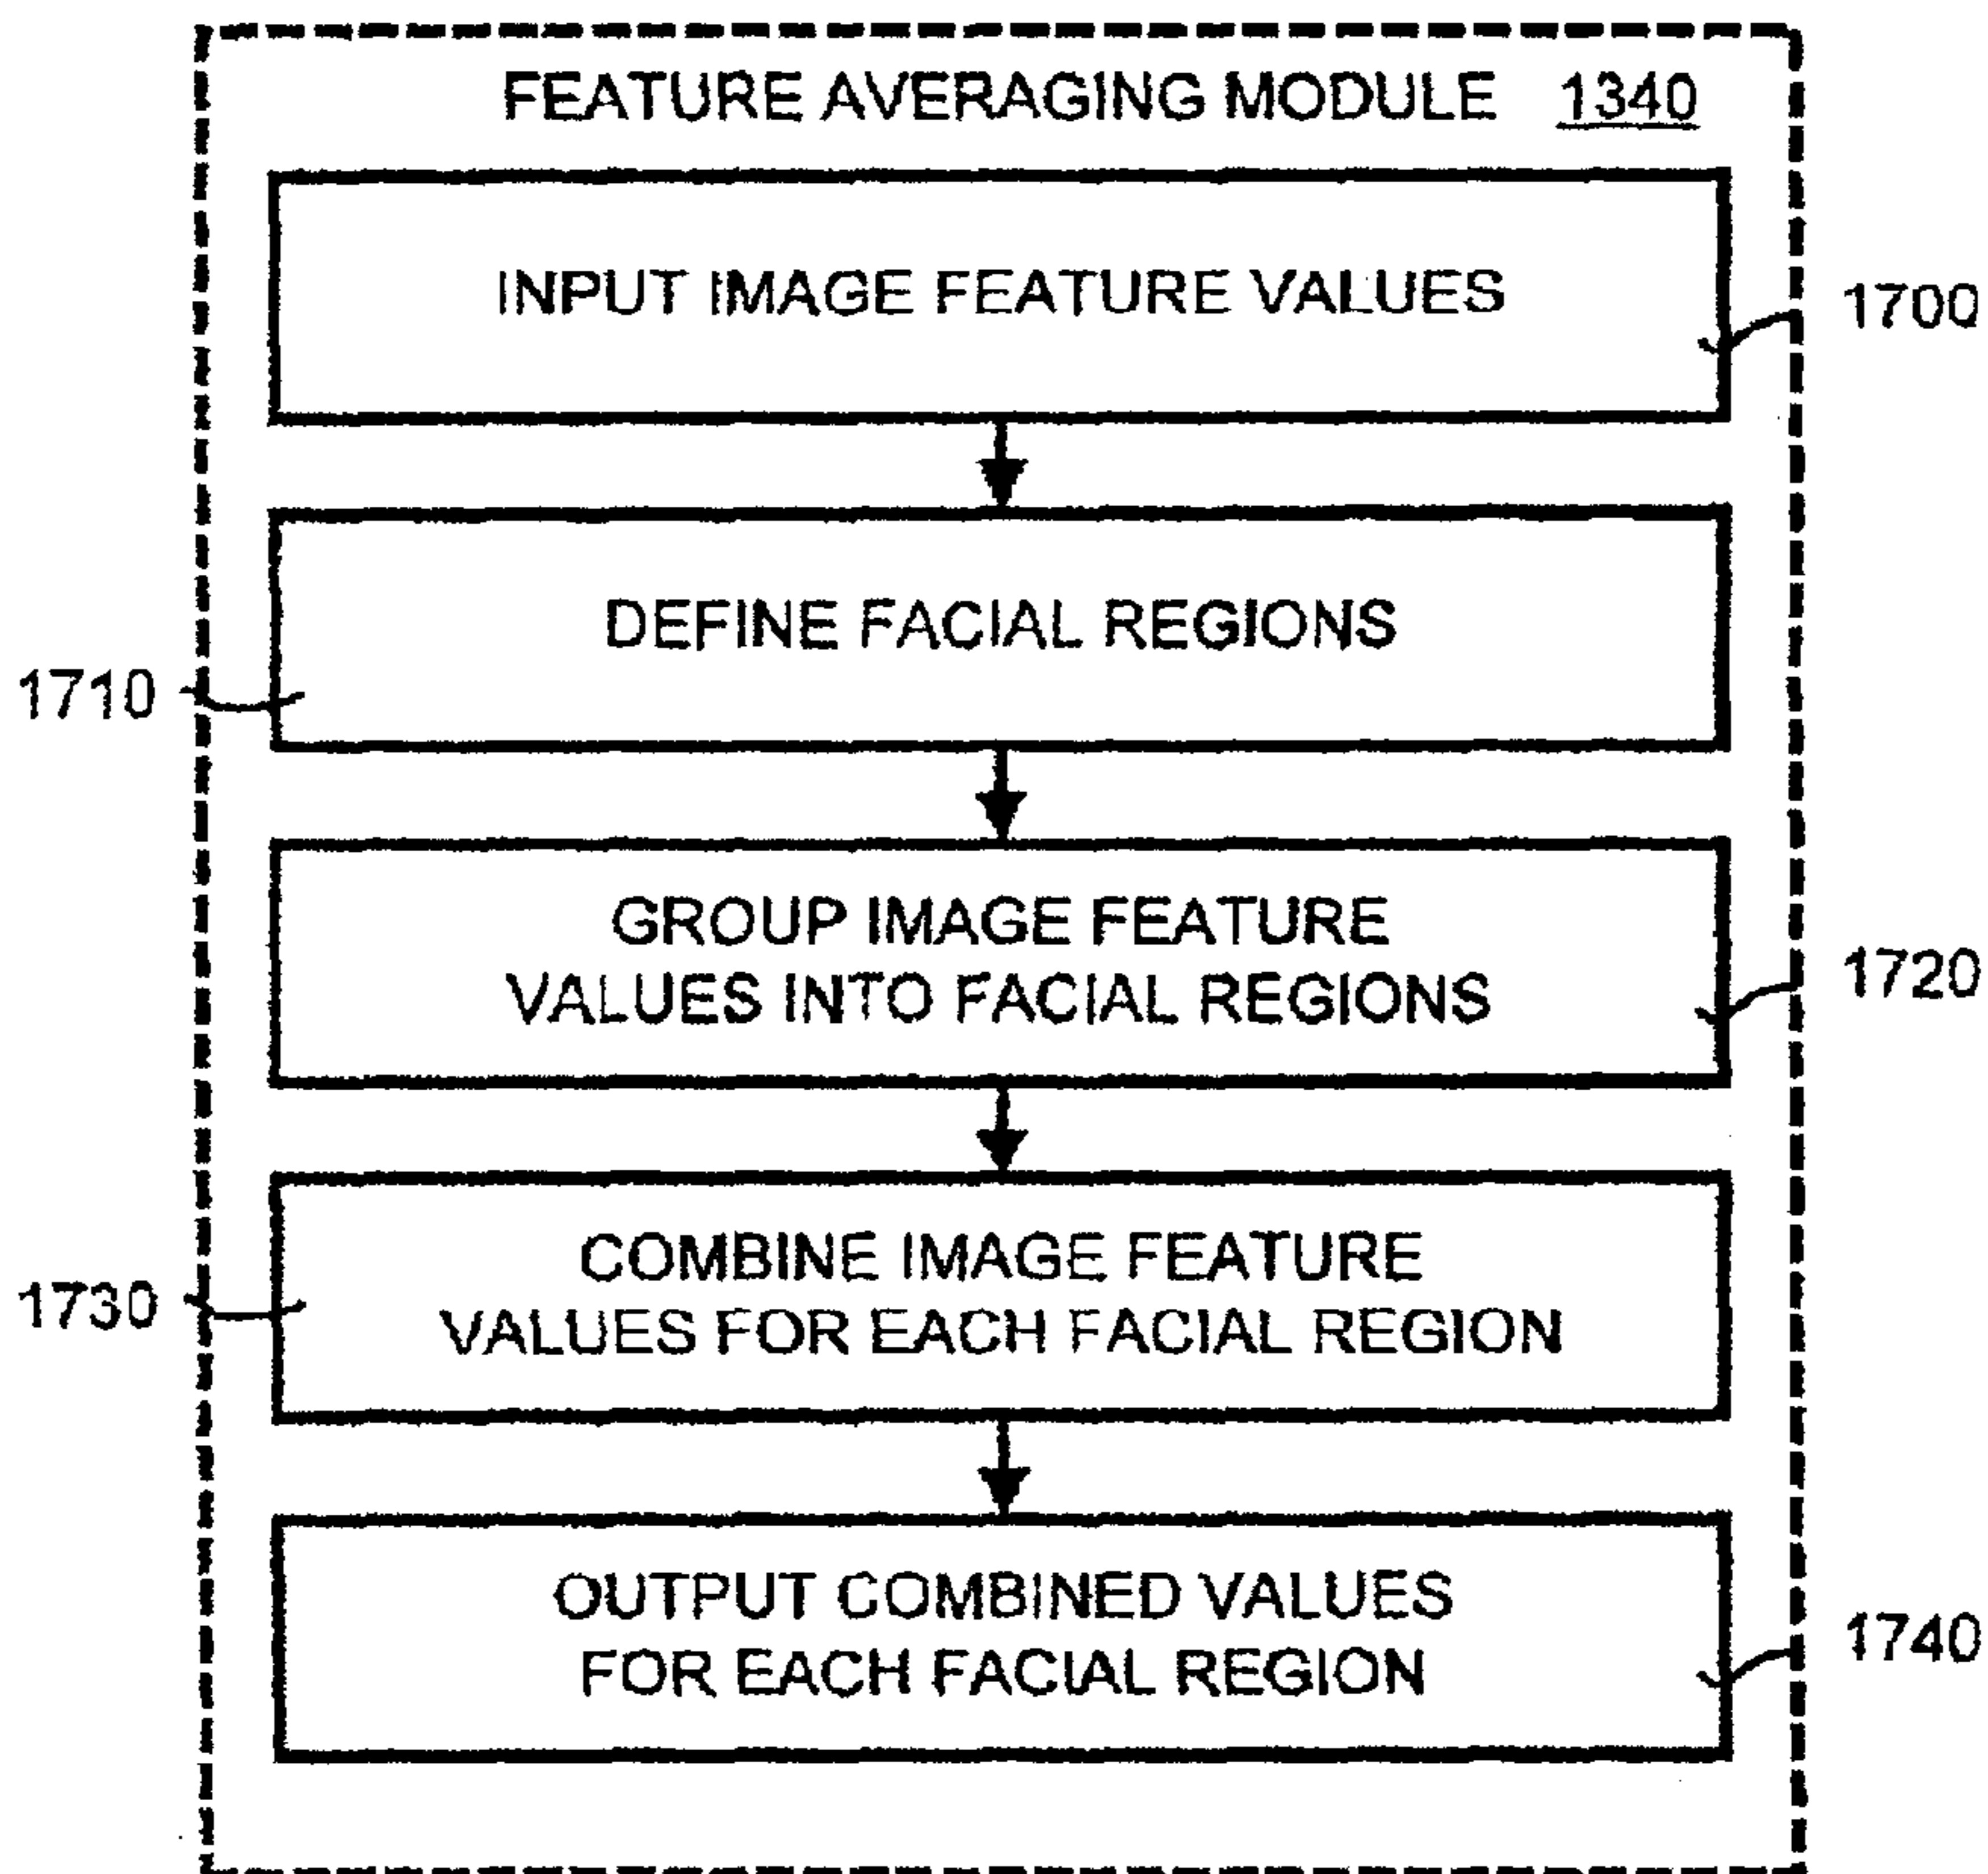 FEATURE AVERAGING MODULE 1340
INPUT IMAGE FEATURE VALUES
1700
DEFINE FACIAL REGIONS
1710
GROUP IMAGE FEATURE
VALUES INTO FACIAL REGIONS
1720
COMBINE IMAGE FEATURE
VALUES FOR EACH FACIAL REGION
1730
OUTPUT COMBINED VALUES
FOR EACH FACIAL REGION
1740